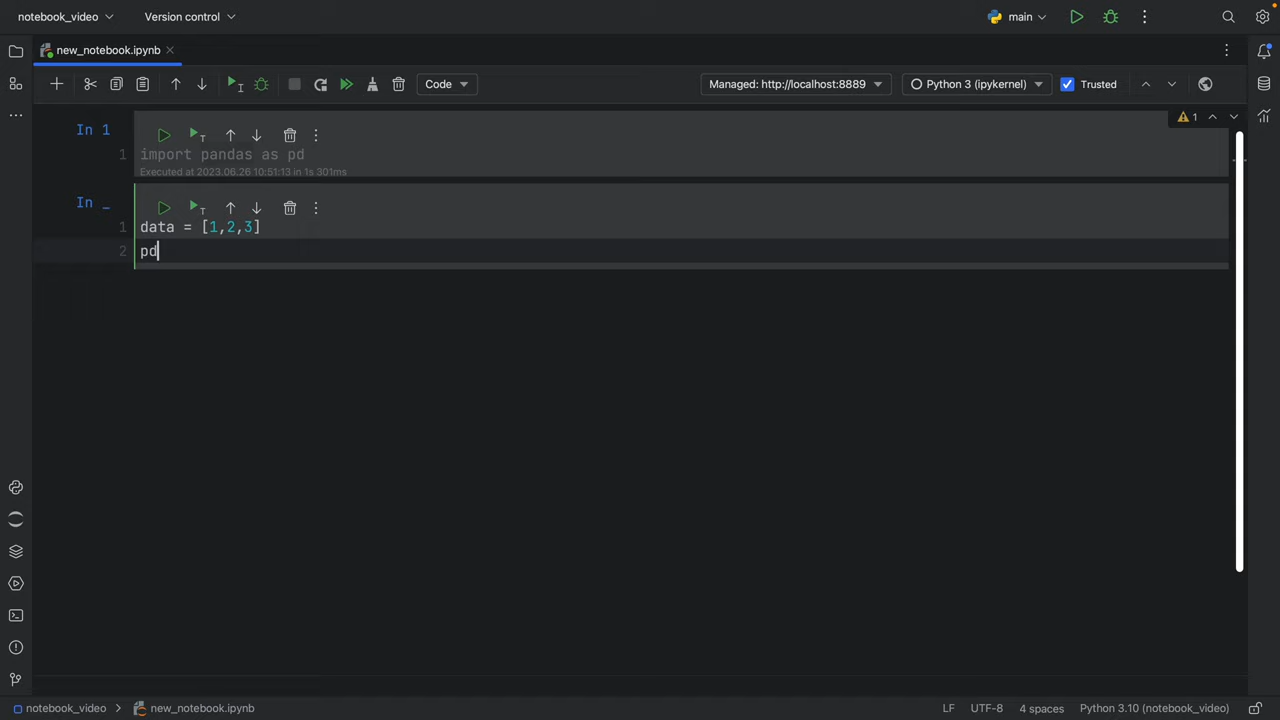 notebook_video
Version control
main
new_notebook.ipynb
Code
Managed: http://localhost:8889
Python 3 (ipykernel)
Trusted
In 1
1
1 import pandas as pd
Executed at 2023.06.26 10:51:13 in 1s 301ms
In _
1 data = [1,2,3]
2 pd
notebook_video
new_notebook.ipynb
LF
UTF-8
4 spaces
Python 3.10 (notebook_video)